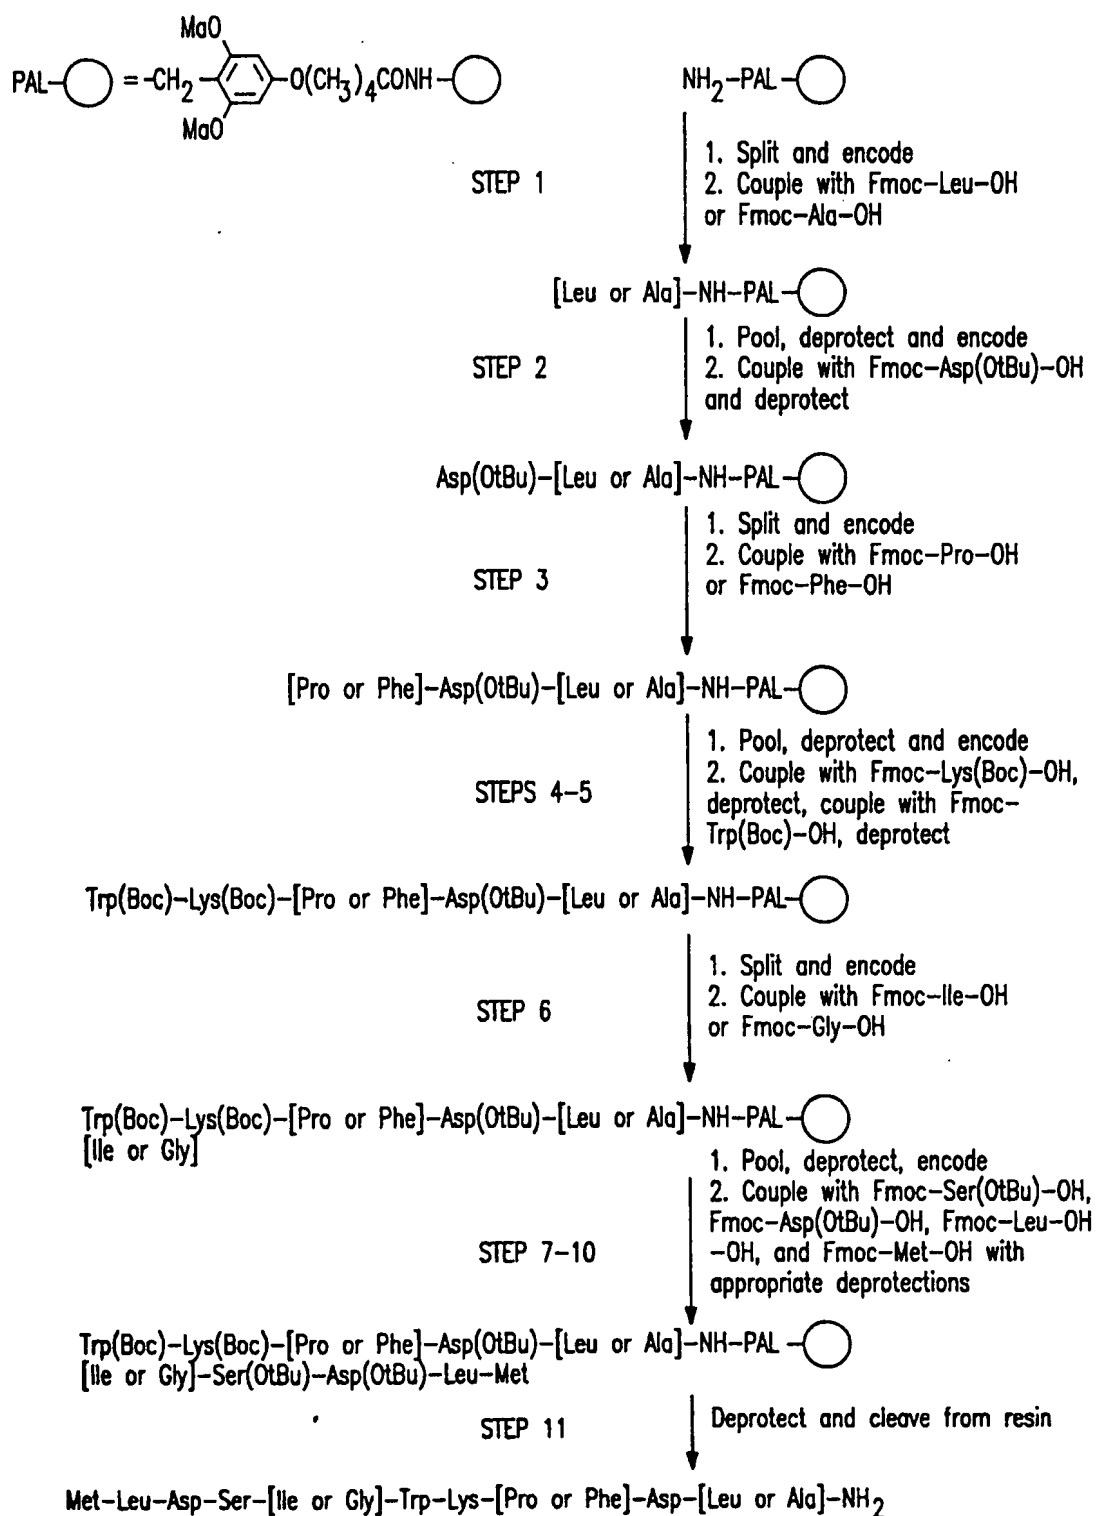 MaO
PAL- =-CH2- -O(CH3)4CONH-
MaO
NH2-PAL-
STEP 1
1. Split and encode
2. Couple with Fmoc-Leu-OH
or Fmoc-Ala-OH
[Leu or Ala]-NH-PAL-
STEP 2
1. Pool, deprotect and encode
2. Couple with Fmoc-Asp(OtBu)-OH
and deprotect
Asp(OtBu)-[Leu or Ala]-NH-PAL-
STEP 3
1. Split and encode
2. Couple with Fmoc-Pro-OH
or Fmoc-Phe-OH
[Pro or Phe]-Asp(OtBu)-[Leu or Ala]-NH-PAL-
STEPS 4-5
1. Pool, deprotect and encode
2. Couple with Fmoc-Lys(Boc)-OH,
deprotect, couple with Fmoc-
Trp(Boc)-OH, deprotect
Trp(Boc)-Lys(Boc)-[Pro or Phe]-Asp(OtBu)-[Leu or Ala]-NH-PAL-
STEP 6
1. Split and encode
2. Couple with Fmoc-Ile-OH
or Fmoc-Gly-OH
Trp(Boc)-Lys(Boc)-[Pro or Phe]-Asp(OtBu)-[Leu or Ala]-NH-PAL-
[Ile or Gly]
STEP 7-10
1. Pool, deprotect, encode
2. Couple with Fmoc-Ser(OtBu)-OH,
Fmoc-Asp(OtBu)-OH, Fmoc-Leu-OH
-OH, and Fmoc-Met-OH with
appropriate deprotections
Trp(Boc)-Lys(Boc)-[Pro or Phe]-Asp(OtBu)-[Leu or Ala]-NH-PAL-
[Ile or Gly]-Ser(OtBu)-Asp(OtBu)-Leu-Met
STEP 11
Deprotect and cleave from resin
Met-Leu-Asp-Ser-[Ile or Gly]-Trp-Lys-[Pro or Phe]-Asp-[Leu or Ala]-NH2